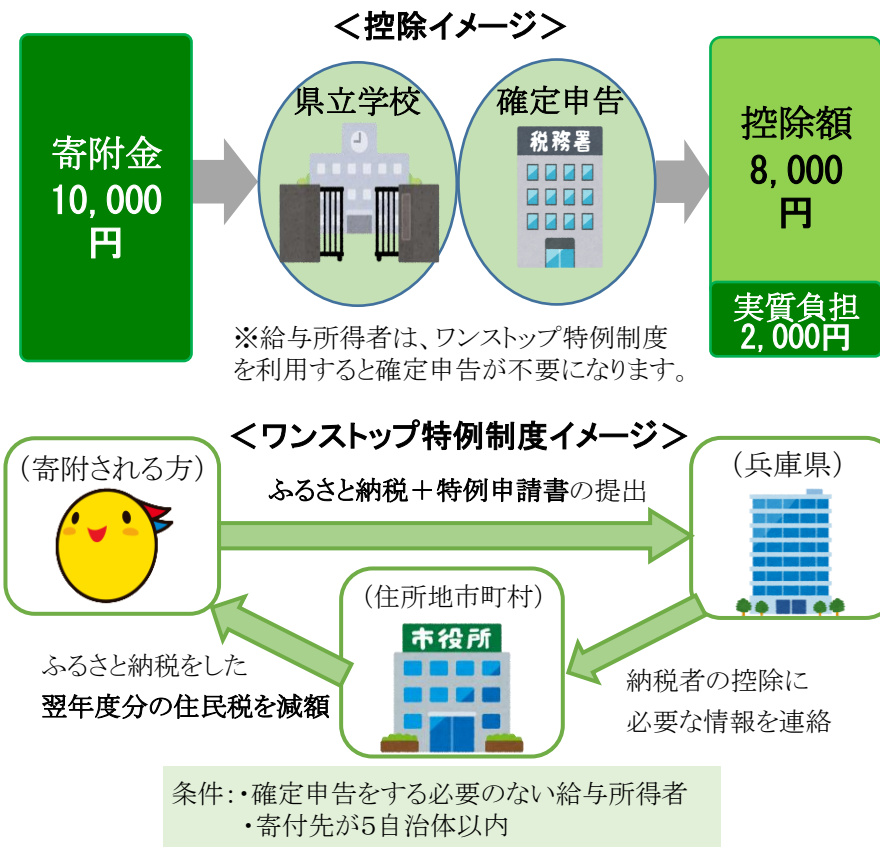 ＜控除イメージ＞
寄附金
10,000
円
県立学校
確定申告
税務署
控除額
8,000
円
実質負担
2,000円
※給与所得者は、ワンストップ特例制度
を利用すると確定申告が不要になります。
＜ワンストップ特例制度イメージ＞
（寄附される方）
ふるさと納税＋特例申請書の提出
（兵庫県）
（住所地市町村）
市役所
ふるさと納税をした
翌年度分の住民税を減額
納税者の控除に
必要な情報を連絡
条件：・確定申告をする必要のない給与所得者
・寄付先が５自治体以内